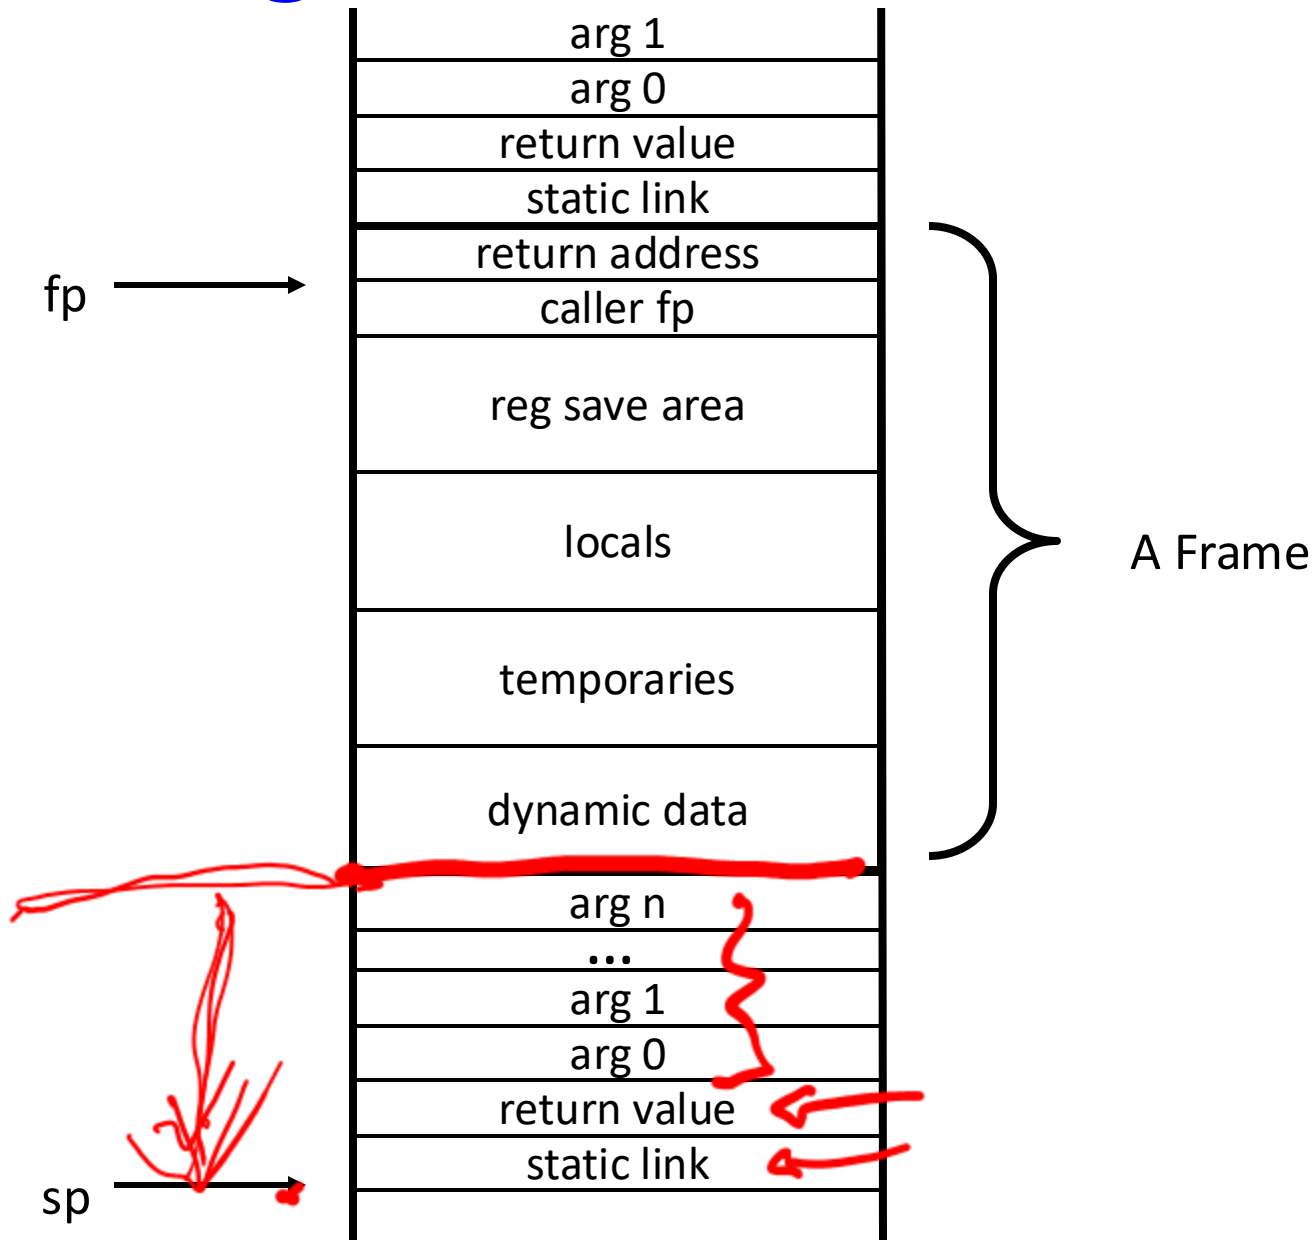 arg 1
arg 0
return value
static link
return address
fp
caller fp
reg save area
locals
A Frame
temporaries
dynamic data
arg n
...
arg 1
arg 0
return value
static link
sp